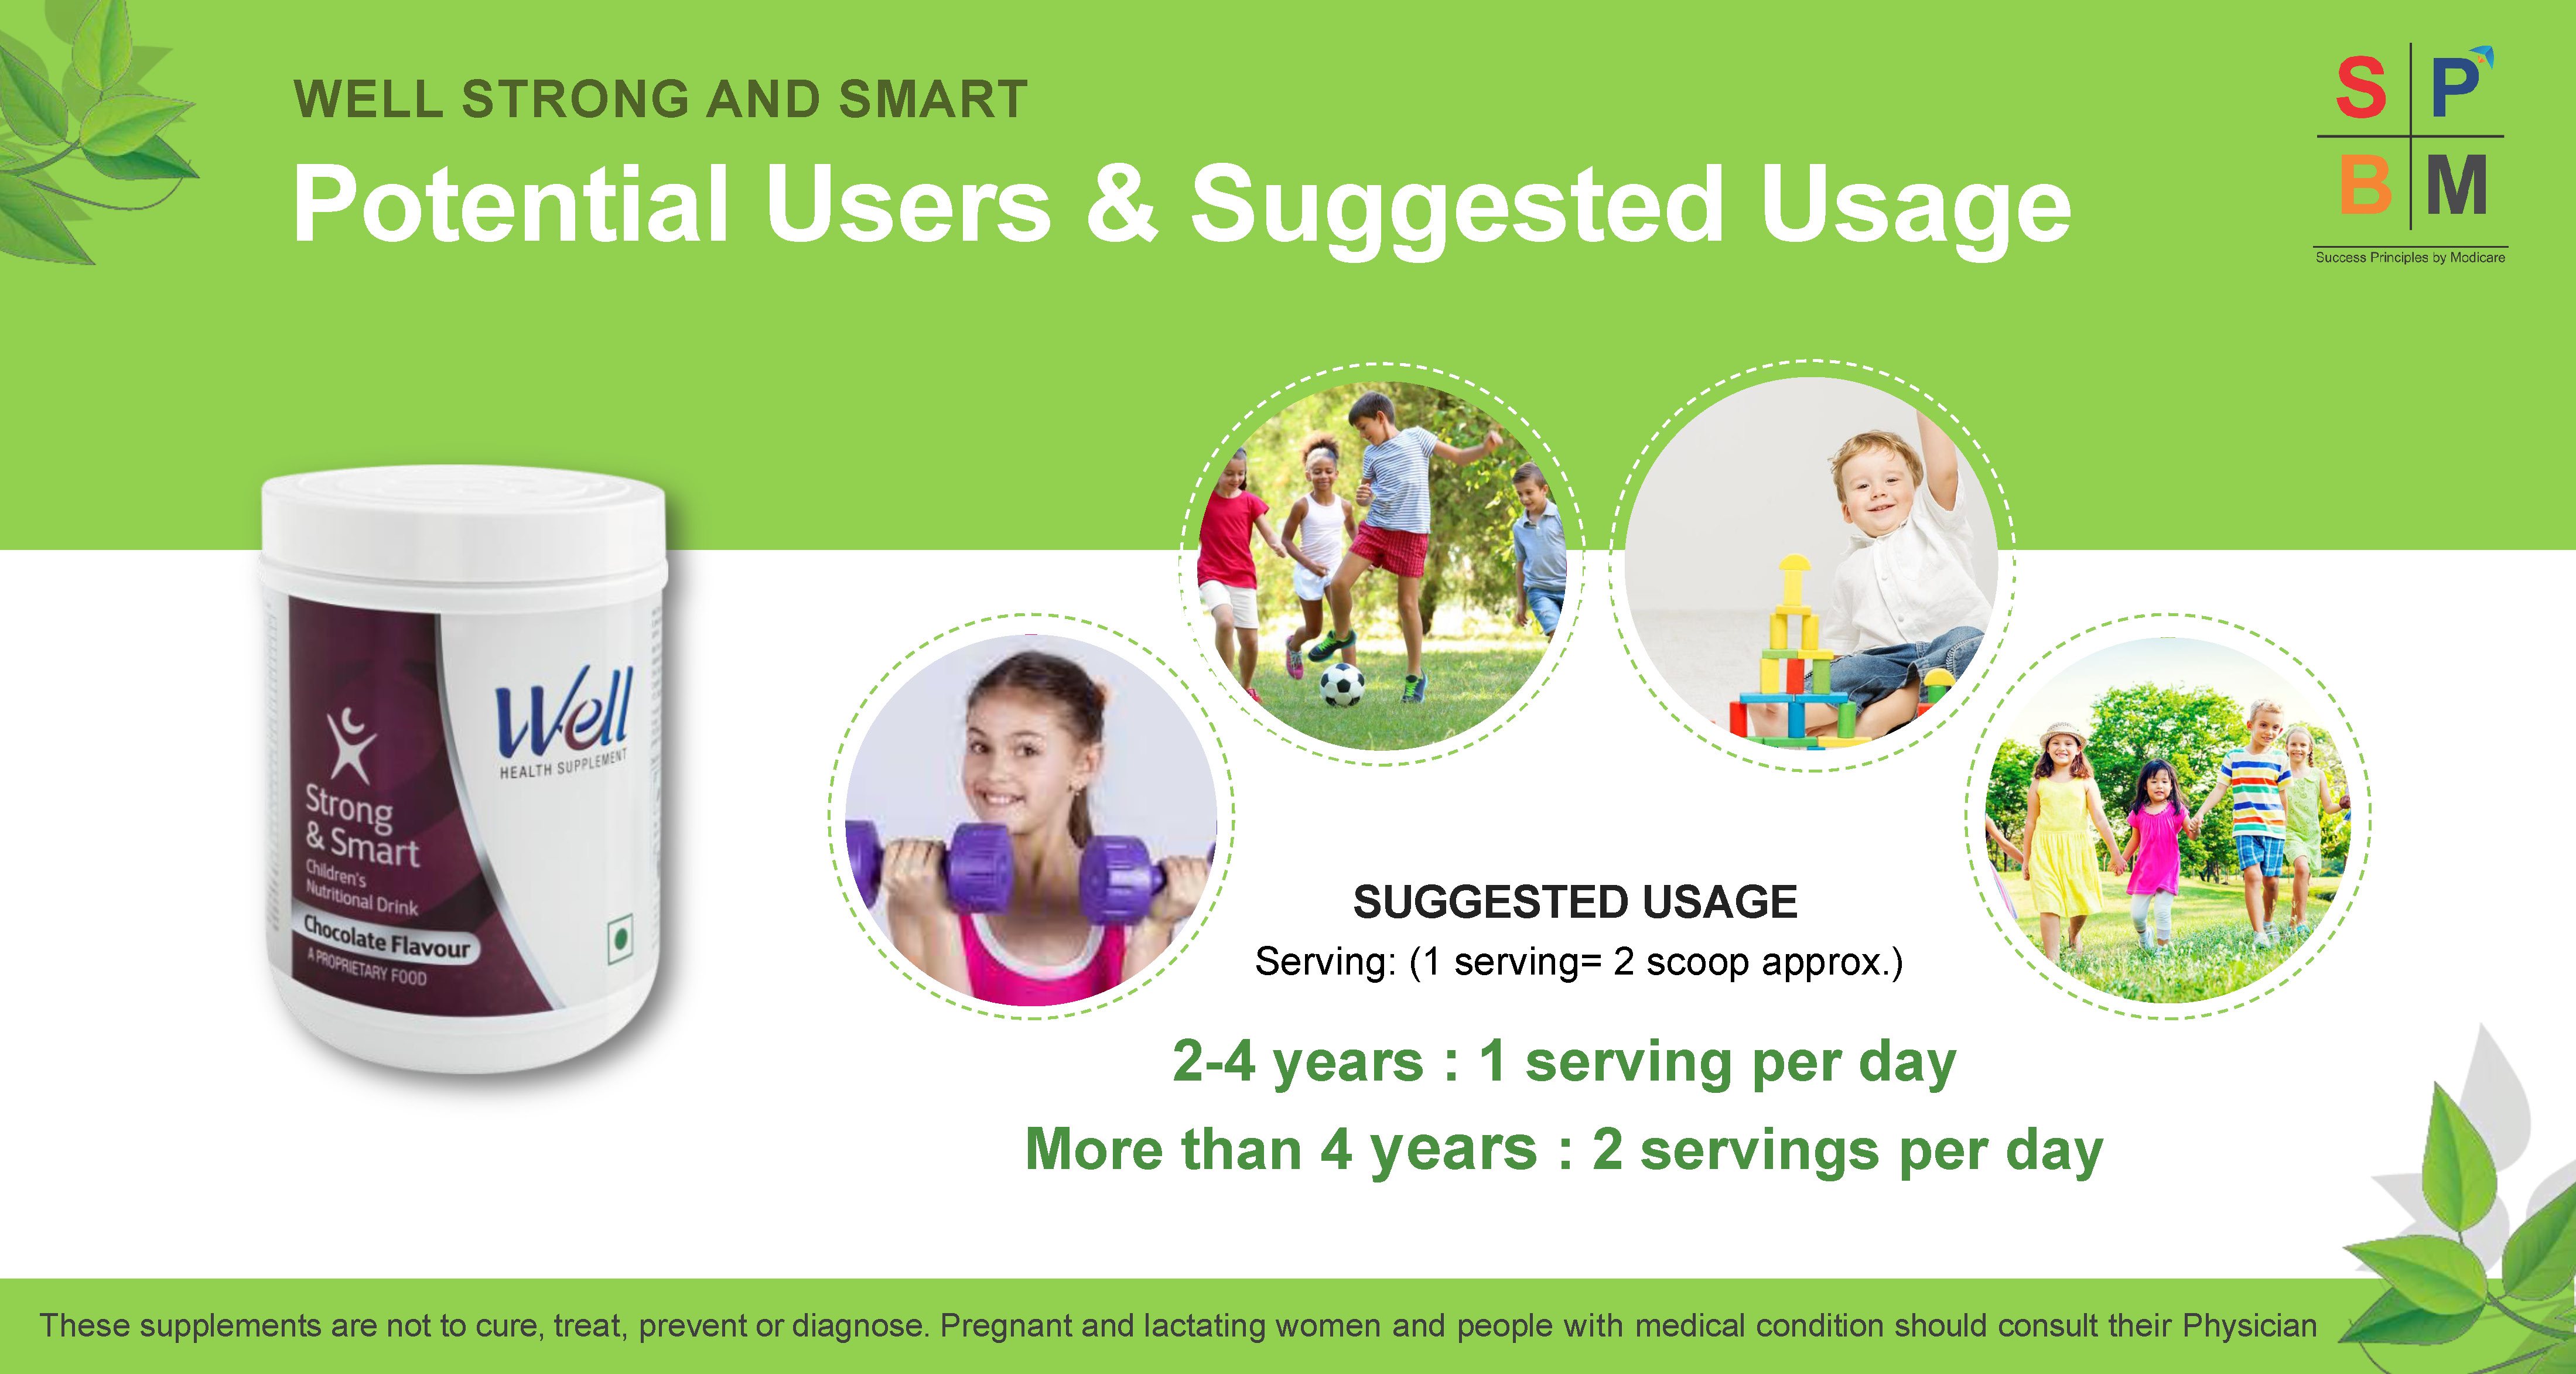 WELL STRONG AND SMART
Potential Users & Suggested Usage
S P
B M
Success Principles by Modicare
Well
HEALTH SUPPLEMENT
Strong
& Smart
Children's
Nutritional Drink
Chocolate Flavour
A PROPRIETARY FOOD
SUGGESTED USAGE
Serving: (1 serving= 2 scoop approx.)
2-4 years : 1 serving per day
More than 4 years : 2 servings per day
These supplements are not to cure, treat, prevent or diagnose. Pregnant and lactating women and people with medical condition should consult their Physician